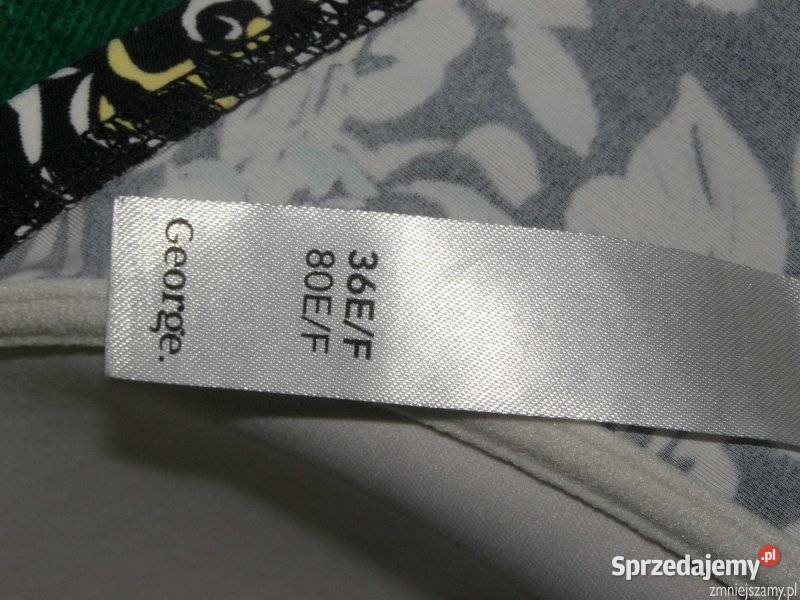 George.
36E/F
80E/F
Sprzedajemy.pl
zmniejszamy.pl